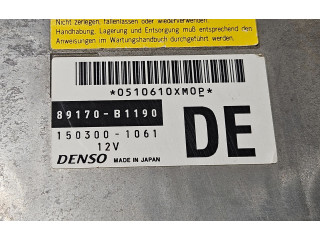 Nicht zerlegen, fallenlassen oder wiederverwenden.
Handhabung, Lagerung und Entsorgung muß entsprechend den
Anweisungen im Wartungshandbuch durchgeführt werden.
*0510610XM0P*
89170-B1190
150300-1061
12V
DENSO MADE IN JAPAN
DE